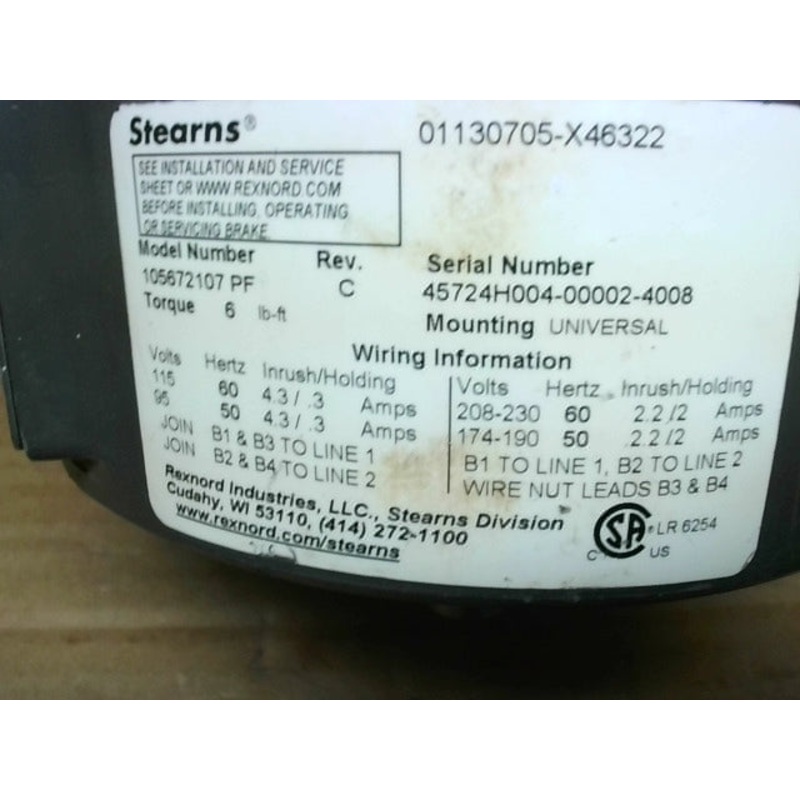 Stearns®
01130705-X46322
SEE INSTALLATION AND SERVICE
SHEET OR WWW.REXNORD.COM
BEFORE INSTALLING, OPERATING
OR SERVICING BRAKE
Model Number Rev. Serial Number
105672107 PF C 45724H004-00002-4008
Torque 6 lb-ft Mounting UNIVERSAL
Wiring Information
Volts Hertz Inrush/Holding
115 60 4.3 / .3 Amps
95 50 4.3 / .3 Amps
JOIN B1 & B3 TO LINE 1
JOIN B2 & B4 TO LINE 2
Volts Hertz Inrush/Holding
208-230 60 2.2 /2 Amps
174-190 50 2.2 /2 Amps
B1 TO LINE 1, B2 TO LINE 2
WIRE NUT LEADS B3 & B4
Rexnord Industries, LLC., Stearns Division
Cudahy, WI 53110, (414) 272-1100
www.rexnord.com/stearns
C SA ® US LR 6254